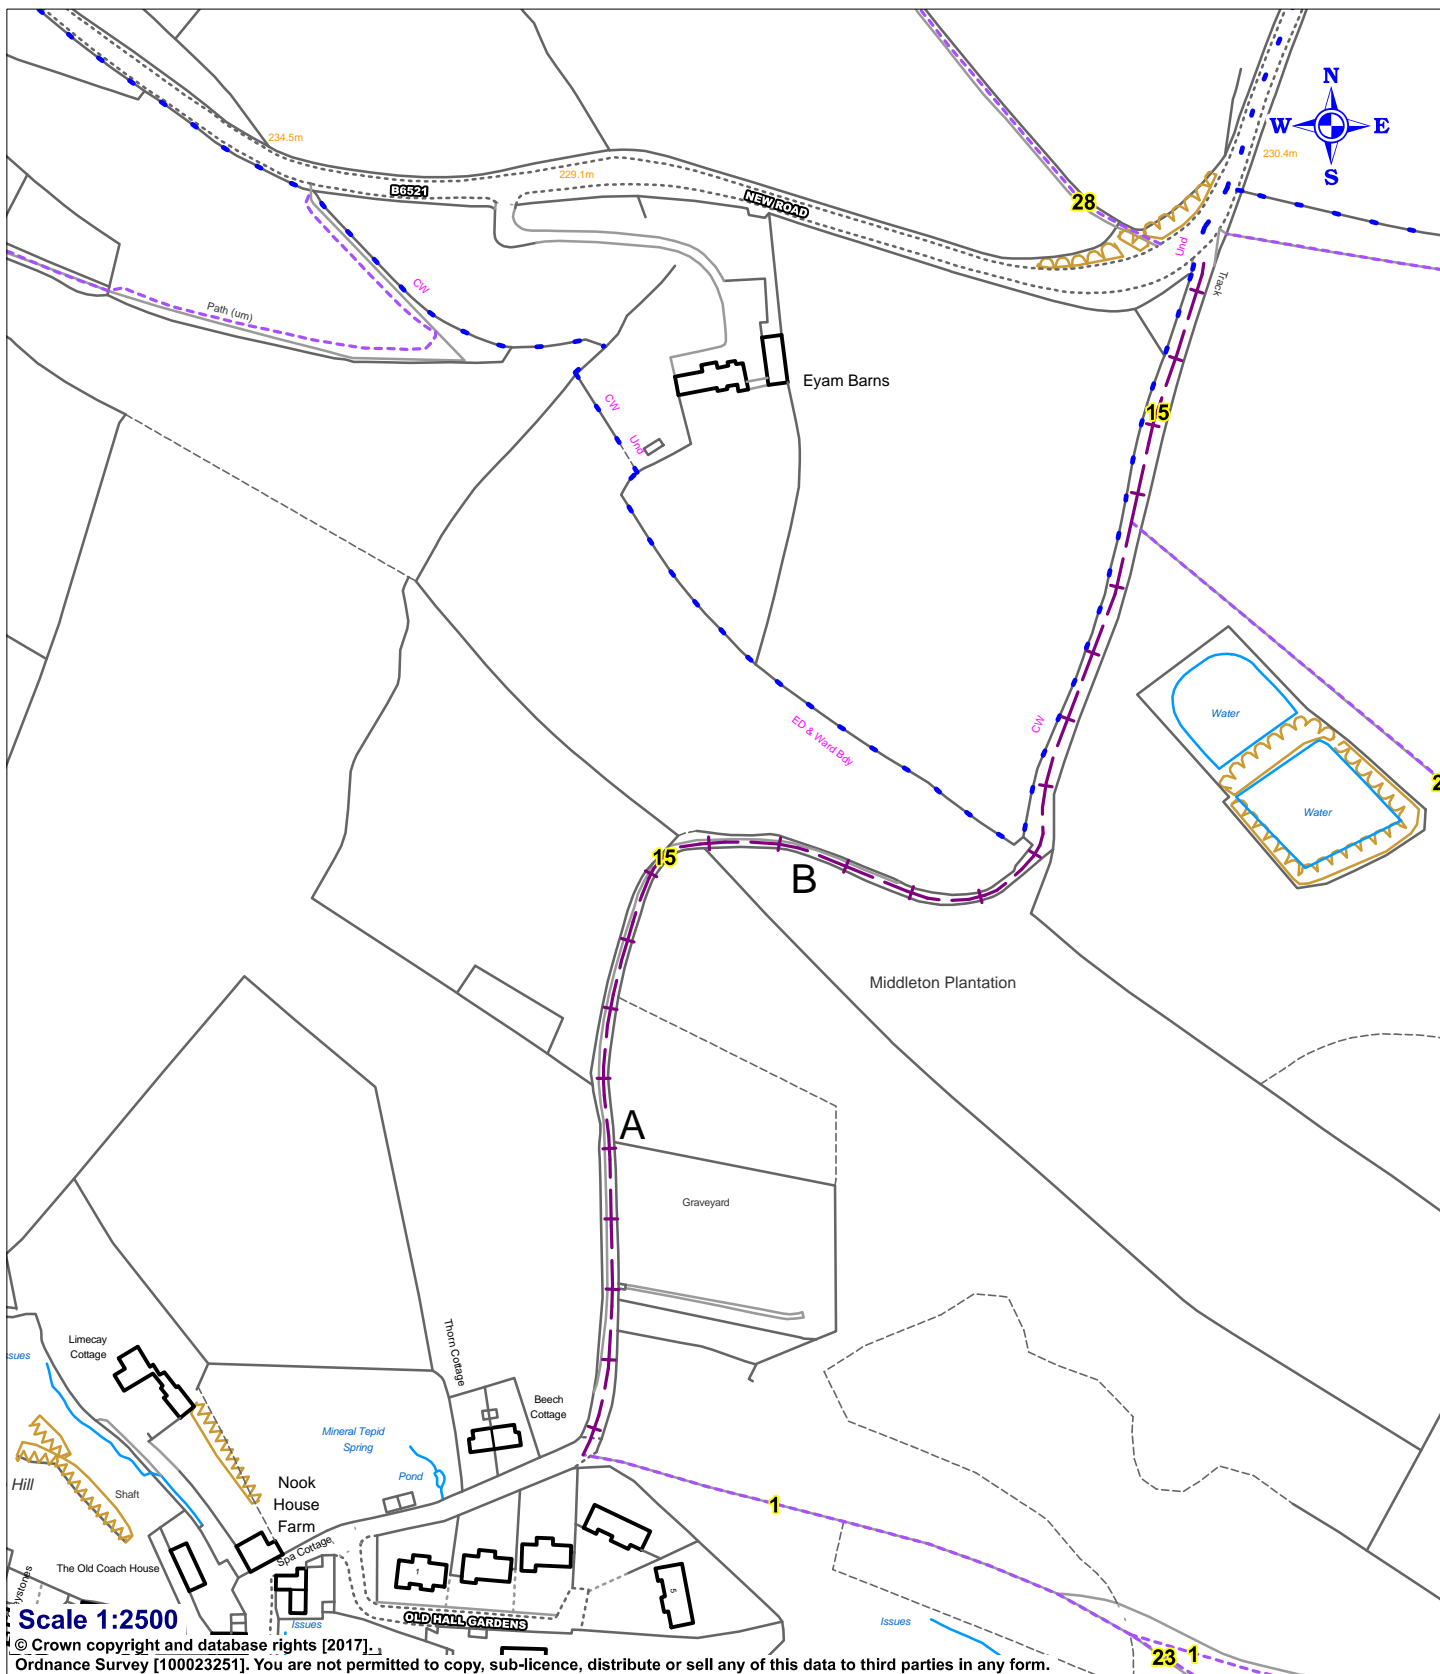 N
W E
S
234.5m
230.4m
B6521
229.1m
NEW ROAD
28
Und
CW
Track
Path (um)
Eyam Barns
CW
15
Und
Water
CW
ED & Ward Bdy
2
Water
15
B
Middleton Plantation
A
Graveyard
Limecay
Cottage
Thorn Cottage
Beech
Cottage
Mineral Tepid
Spring
Pond
Hill
Shaft
Nook
House
Farm
1
Spa Cottage
The Old Coach House
1
5
OLD HALL GARDENS
Issues
Issues
23 1
Scale 1:2500
© Crown copyright and database rights [2017].
Ordnance Survey [100023251]. You are not permitted to copy, sub-licence, distribute or sell any of this data to third parties in any form.